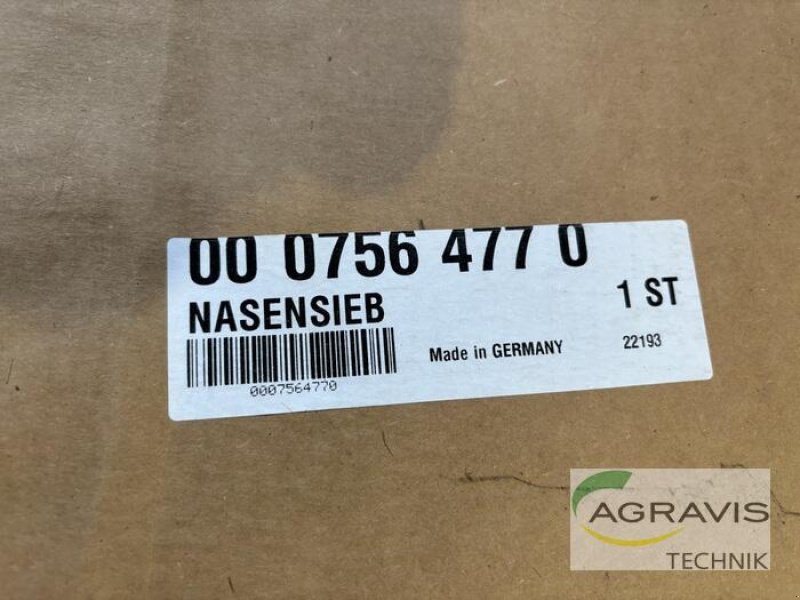 00 0756 477 0
NASENSIEB
1 ST
Made in GERMANY
22193
0007564770
AGRAVIS
TECHNIK